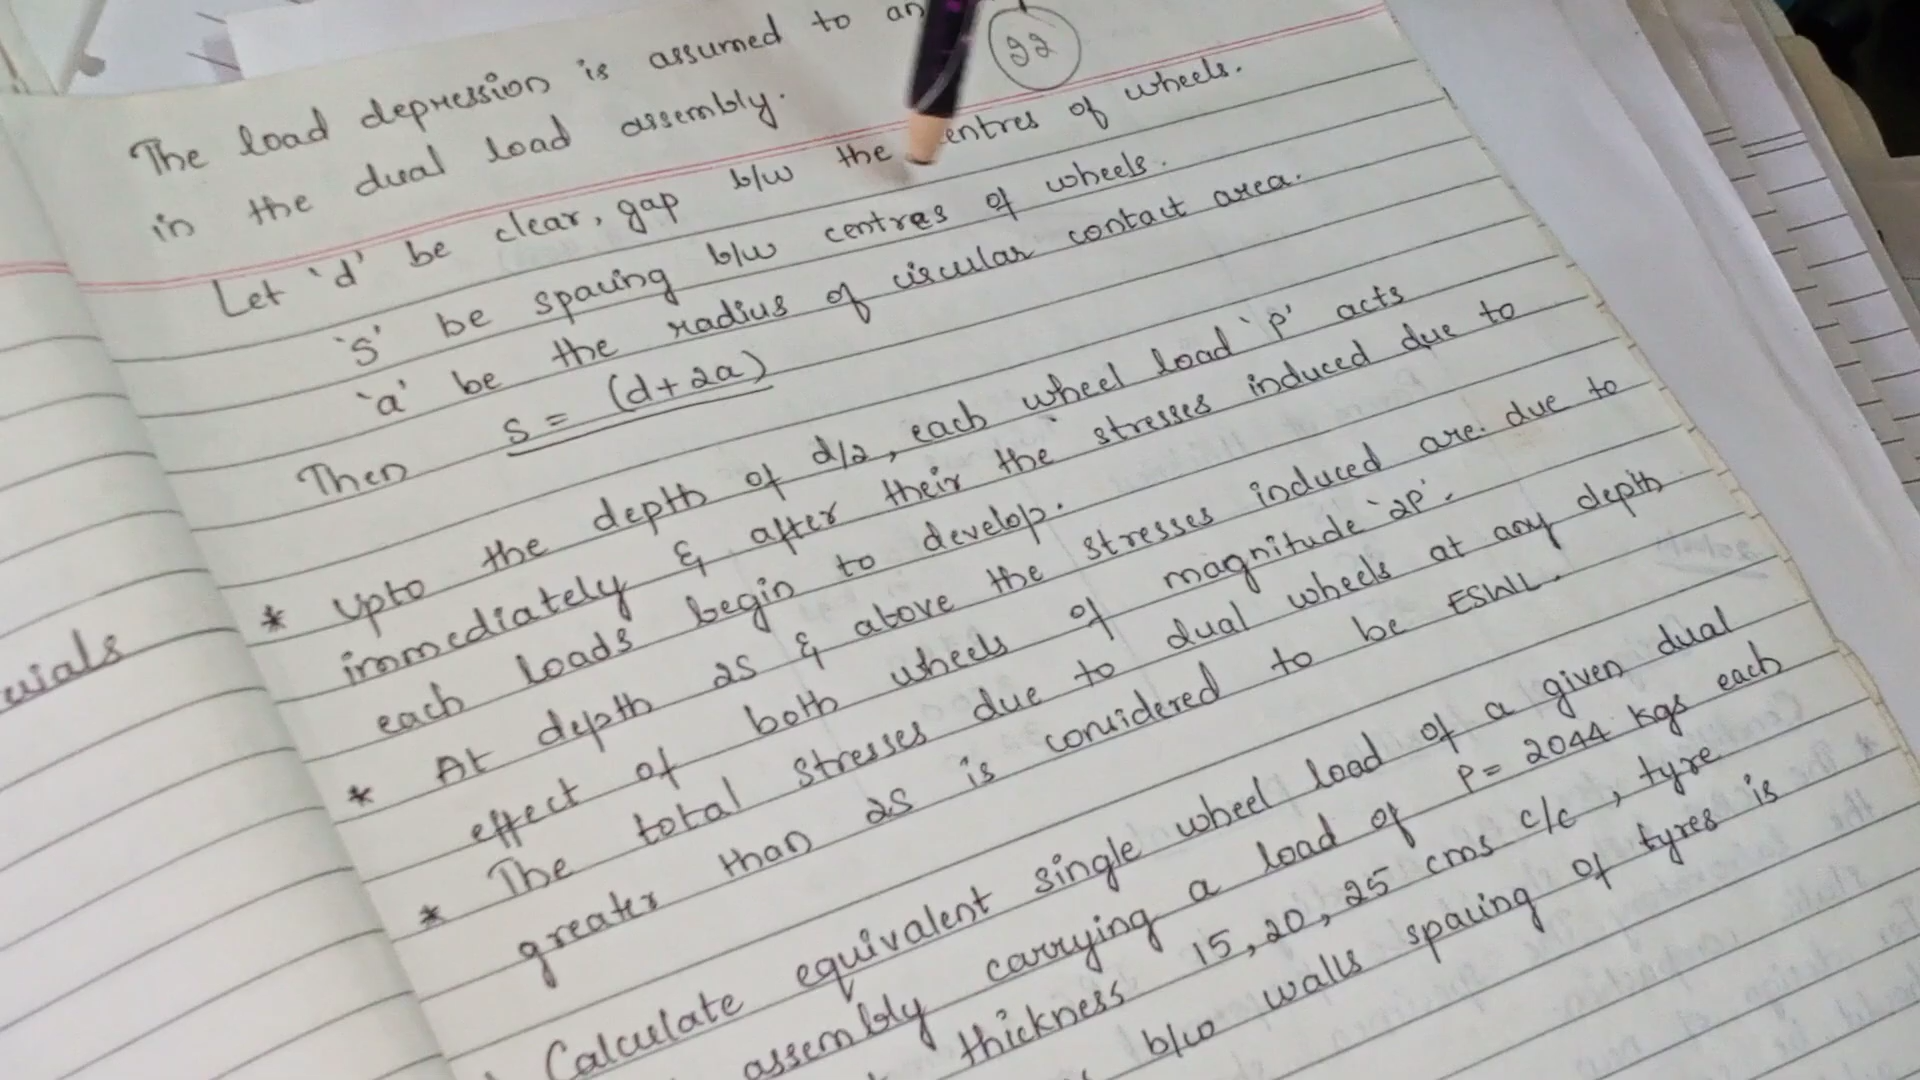 The load depression is assumed to an
22
in the dual load assembly.
Let 'd' be clear, gap b/w the entres of wheels.
'S' be spacing b/w centres of wheels.
'a' be the radius of circular contact area.
Then S = (d+2a)
* Upto the depth of d/2, each wheel load 'P' acts
immediately & after their the stresses induced due to
each loads begin to develop.
* At depth 2S & above the stresses induced are due to
effect of both wheels of magnitude '2P'.
* The total stresses due to dual wheels at any depth
greater than 2S is considered to be ESWL.
Calculate equivalent single wheel load of a given dual
assembly carrying a load of P = 2044 kgs each
thickness 15, 20, 25 cms c/c, tyre
b/w walls spacing of tyres is
uials